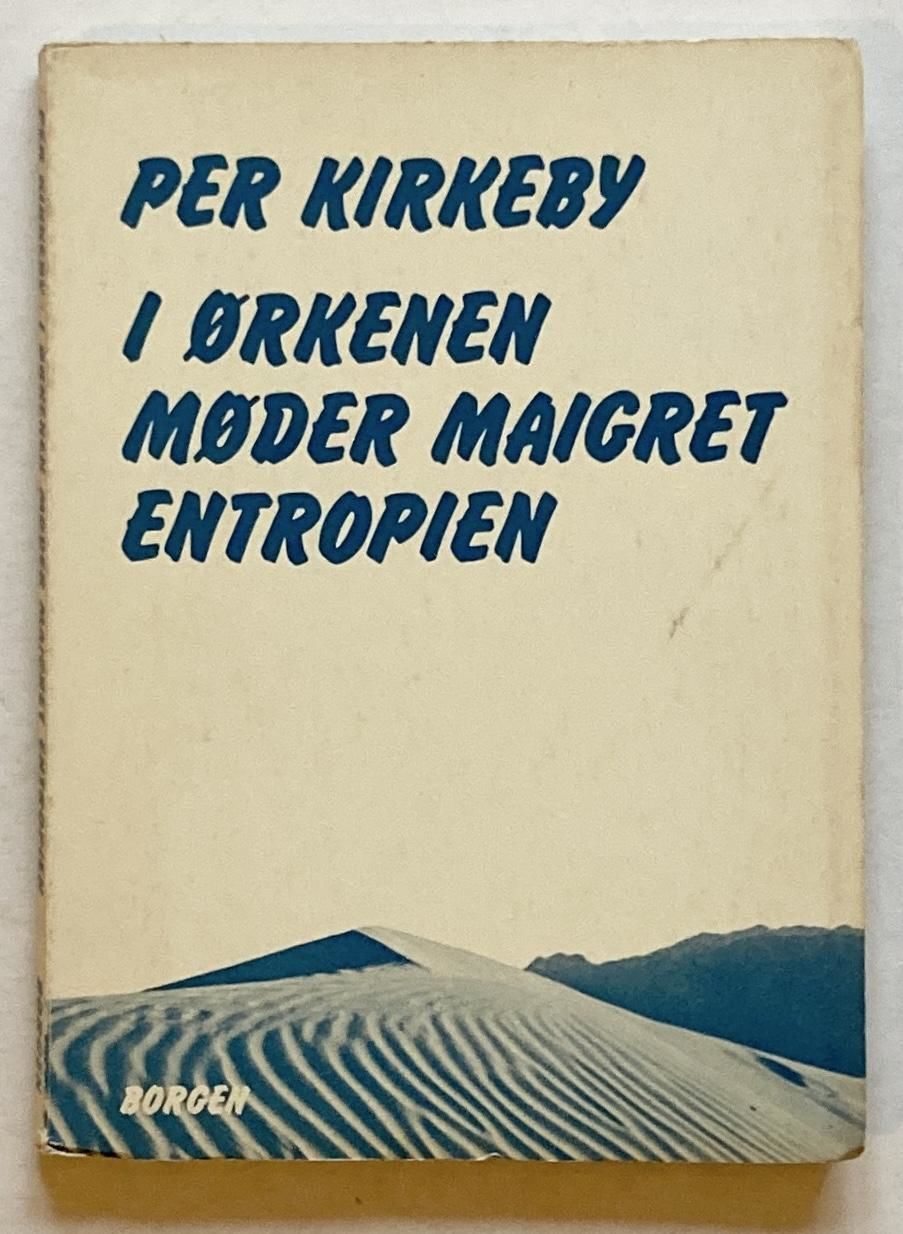 PER KIRKEBY
I ØRKENEN
MØDER MAIGRET
ENTROPIEN
BORGEN